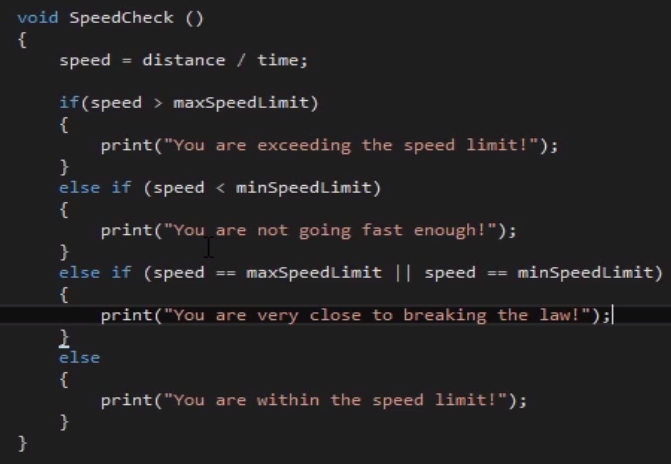 void SpeedCheck ()
{
    speed = distance / time;

    if(speed > maxSpeedLimit)
    {
        print("You are exceeding the speed limit!");
    }
    else if (speed < minSpeedLimit)
    {
        print("You are not going fast enough!");
    }
    else if (speed == maxSpeedLimit || speed == minSpeedLimit)
    {
        print("You are very close to breaking the law!");
    }
    else
    {
        print("You are within the speed limit!");
    }
}